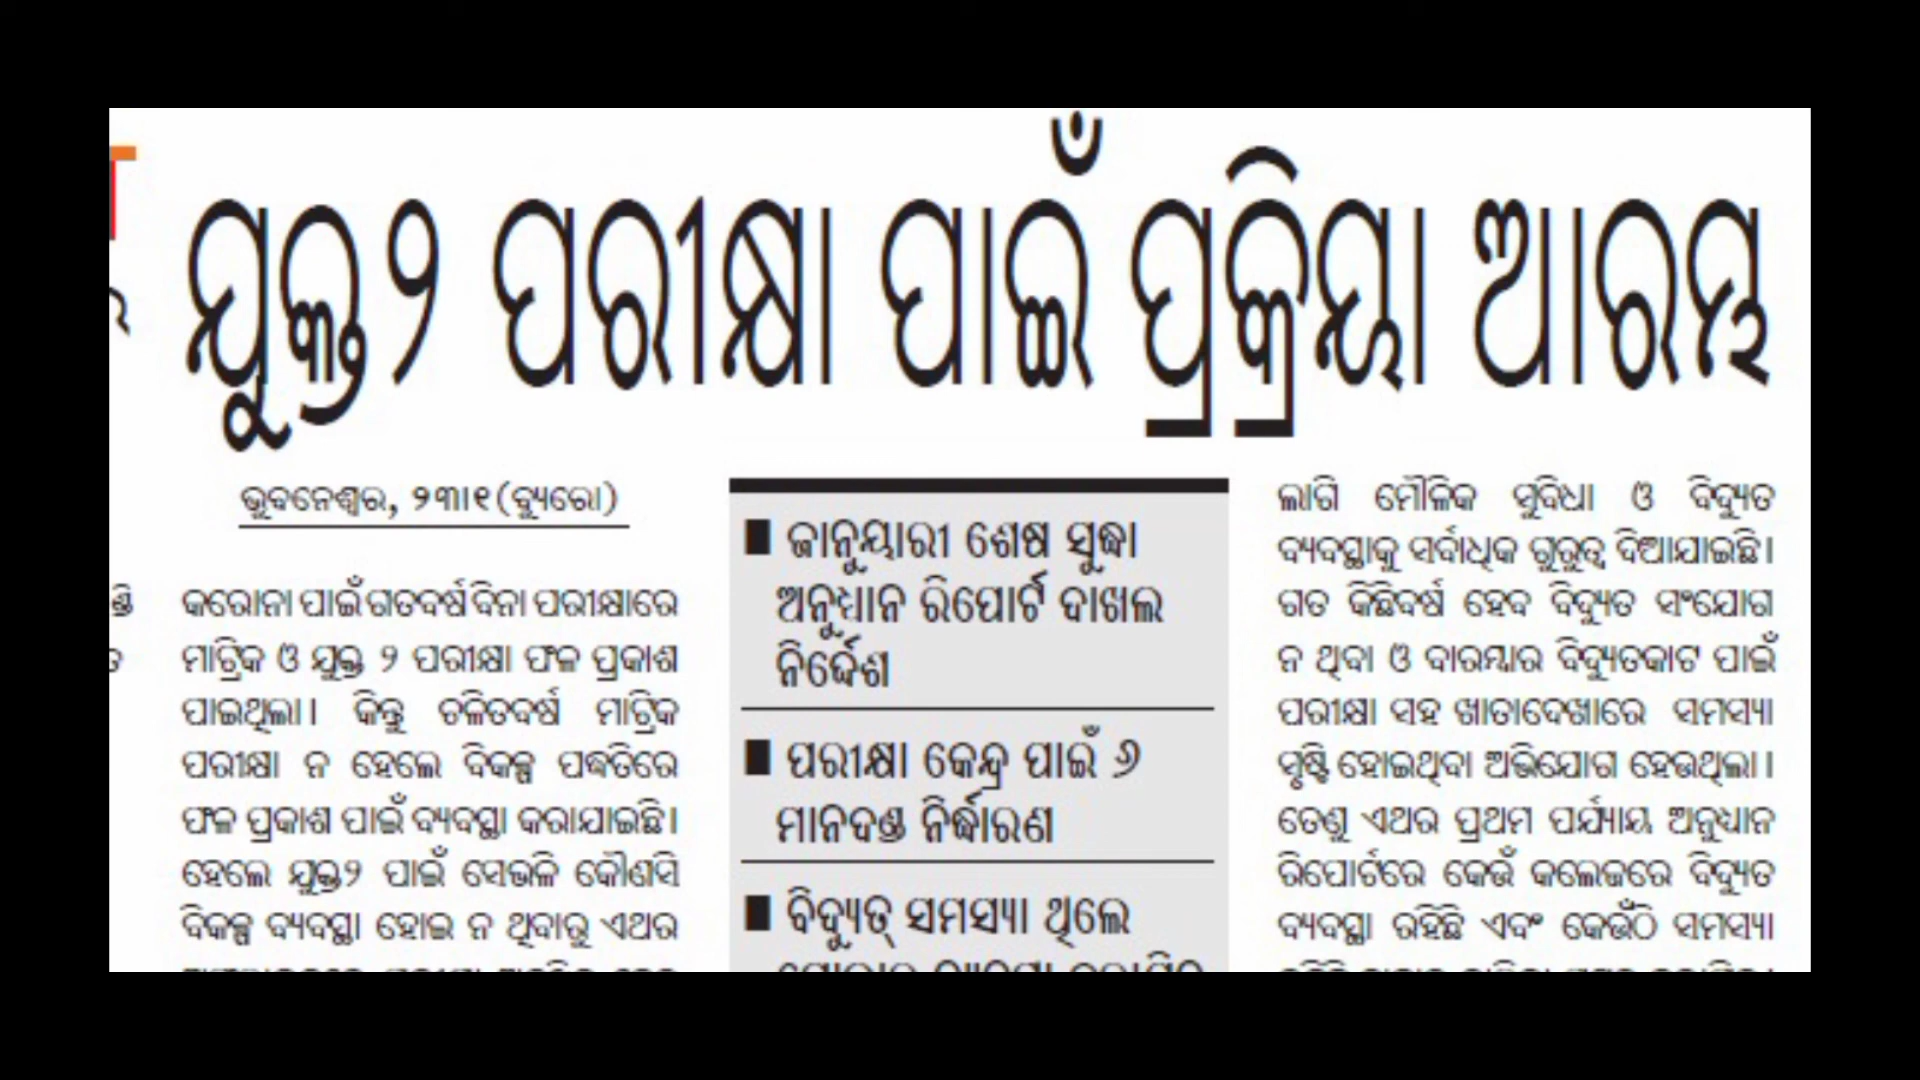 ଯୁକ୍ତ୨ ପରୀକ୍ଷା ପାଇଁ ପ୍ରକ୍ରିୟା ଆରମ୍ଭ
ଭୁବନେଶ୍ୱର, ୨୩ା୧(ବ୍ୟୁରୋ)
କରୋନା ପାଇଁ ଗତବର୍ଷ ବିନା ପରୀକ୍ଷାରେ
ମାଟ୍ରିକ ଓ ଯୁକ୍ତ ୨ ପରୀକ୍ଷା ଫଳ ପ୍ରକାଶ
ପାଇଥିଲା। କିନ୍ତୁ ଚଳିତବର୍ଷ ମାଟ୍ରିକ
ପରୀକ୍ଷା ନ ହେଲେ ବିକଳ୍ପ ପଦ୍ଧତିରେ
ଫଳ ପ୍ରକାଶ ପାଇଁ ବ୍ୟବସ୍ଥା କରାଯାଇଛି।
ହେଲେ ଯୁକ୍ତ୨ ପାଇଁ ସେଭଳି କୌଣସି
ବିକଳ୍ପ ବ୍ୟବସ୍ଥା ହୋଇ ନ ଥିବାରୁ ଏଥର
■ ଜାନୁୟାରୀ ଶେଷ ସୁଦ୍ଧା
ଅନୁଧ୍ୟାନ ରିପୋର୍ଟ ଦାଖଲ
ନିର୍ଦ୍ଦେଶ
■ ପରୀକ୍ଷା କେନ୍ଦ୍ର ପାଇଁ ୬
ମାନଦଣ୍ଡ ନିର୍ଦ୍ଧାରଣ
■ ବିଦ୍ୟୁତ୍ ସମସ୍ୟା ଥିଲେ
ଲାଗି ମୌଳିକ ସୁବିଧା ଓ ବିଦ୍ୟୁତ
ବ୍ୟବସ୍ଥାକୁ ସର୍ବାଧିକ ଗୁରୁତ୍ୱ ଦିଆଯାଇଛି।
ଗତ କିଛିବର୍ଷ ହେବ ବିଦ୍ୟୁତ ସଂଯୋଗ
ନ ଥିବା ଓ ବାରମ୍ବାର ବିଦ୍ୟୁତକାଟ ପାଇଁ
ପରୀକ୍ଷା ସହ ଖାତାଦେଖାରେ ସମସ୍ୟା
ସୃଷ୍ଟି ହୋଇଥିବା ଅଭିଯୋଗ ହେଉଥିଲା।
ତେଣୁ ଏଥର ପ୍ରଥମ ପର୍ଯ୍ୟାୟ ଅନୁଧ୍ୟାନ
ରିପୋର୍ଟରେ କେଉଁ କଲେଜରେ ବିଦ୍ୟୁତ
ବ୍ୟବସ୍ଥା ରହିଛି ଏବଂ କେଉଁଠି ସମସ୍ୟା